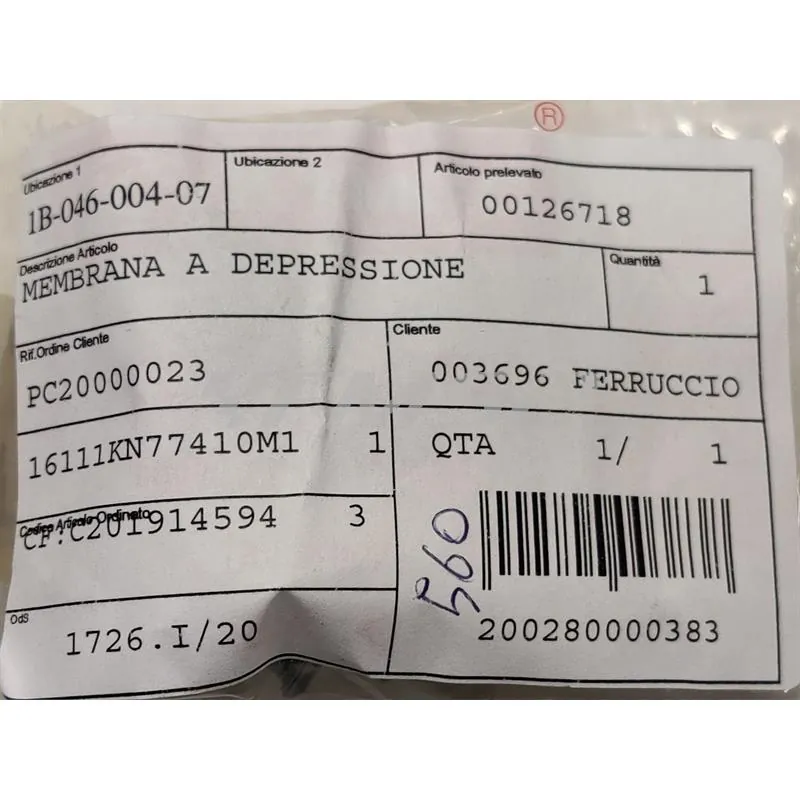 ®
Ubicazione 1
Ubicazione 2
Articolo prelevato
1B-046-004-07
00126718
Descrizione Articolo
Quantità
MEMBRANA A DEPRESSIONE
1
Rif.Ordine Cliente
Cliente
PC20000023
003696 FERRUCCIO
16111KN77410M1 1
QTA 1/ 1
Codice Articolo Ordinato
CF:C201914594 3
560
OdS
1726.I/20
200280000383